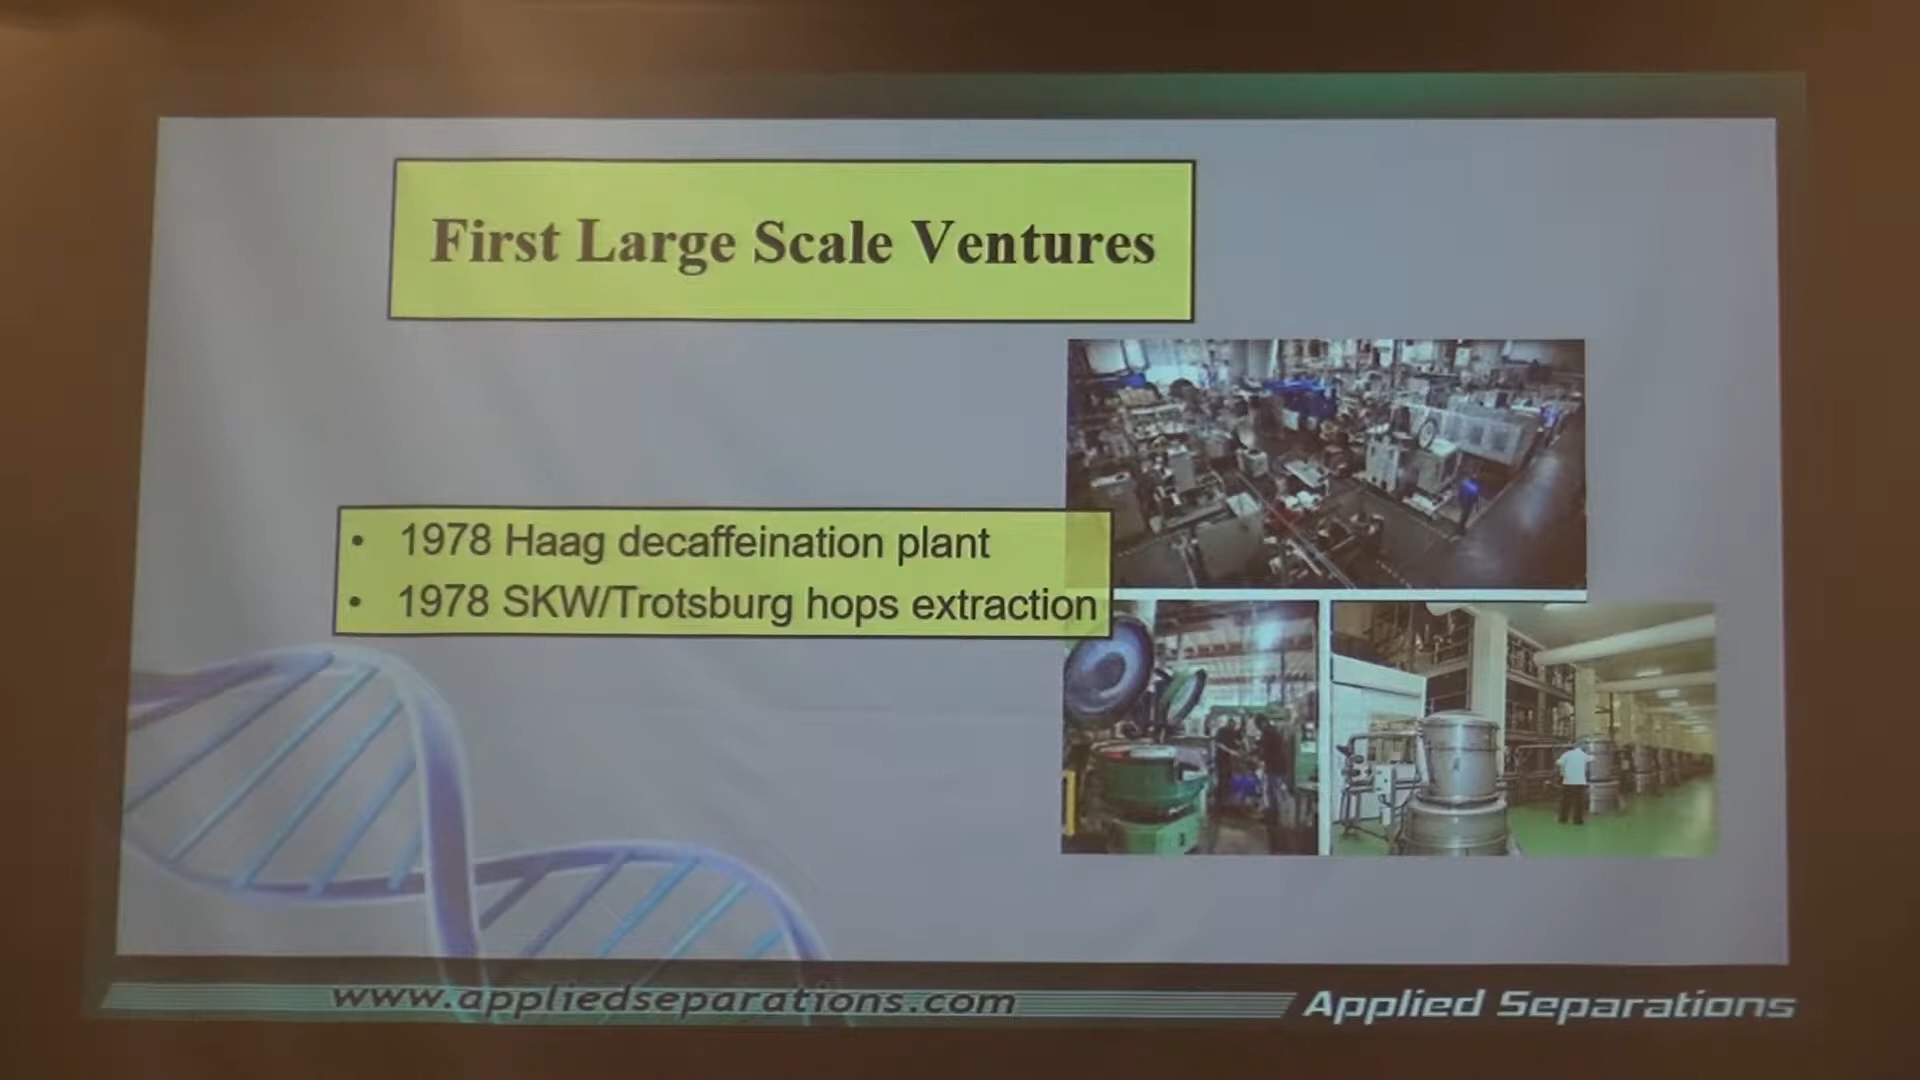 First Large Scale Ventures
• 1978 Haag decaffeination plant
• 1978 SKW/Trotsburg hops extraction
www.appliedseparations.com
Applied Separations